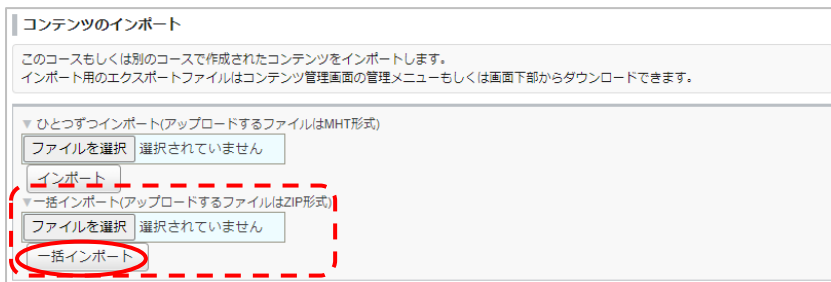 コンテンツのインポート
このコースもしくは別のコースで作成されたコンテンツをインポートします。
インポート用のエクスポートファイルはコンテンツ管理画面の管理メニューもしくは画面下部からダウンロードできます。
▼ ひとつずつインポート(アップロードするファイルはMHT形式)
ファイルを選択 選択されていません
インポート
▼一括インポート(アップロードするファイルはZIP形式)
ファイルを選択 選択されていません
一括インポート